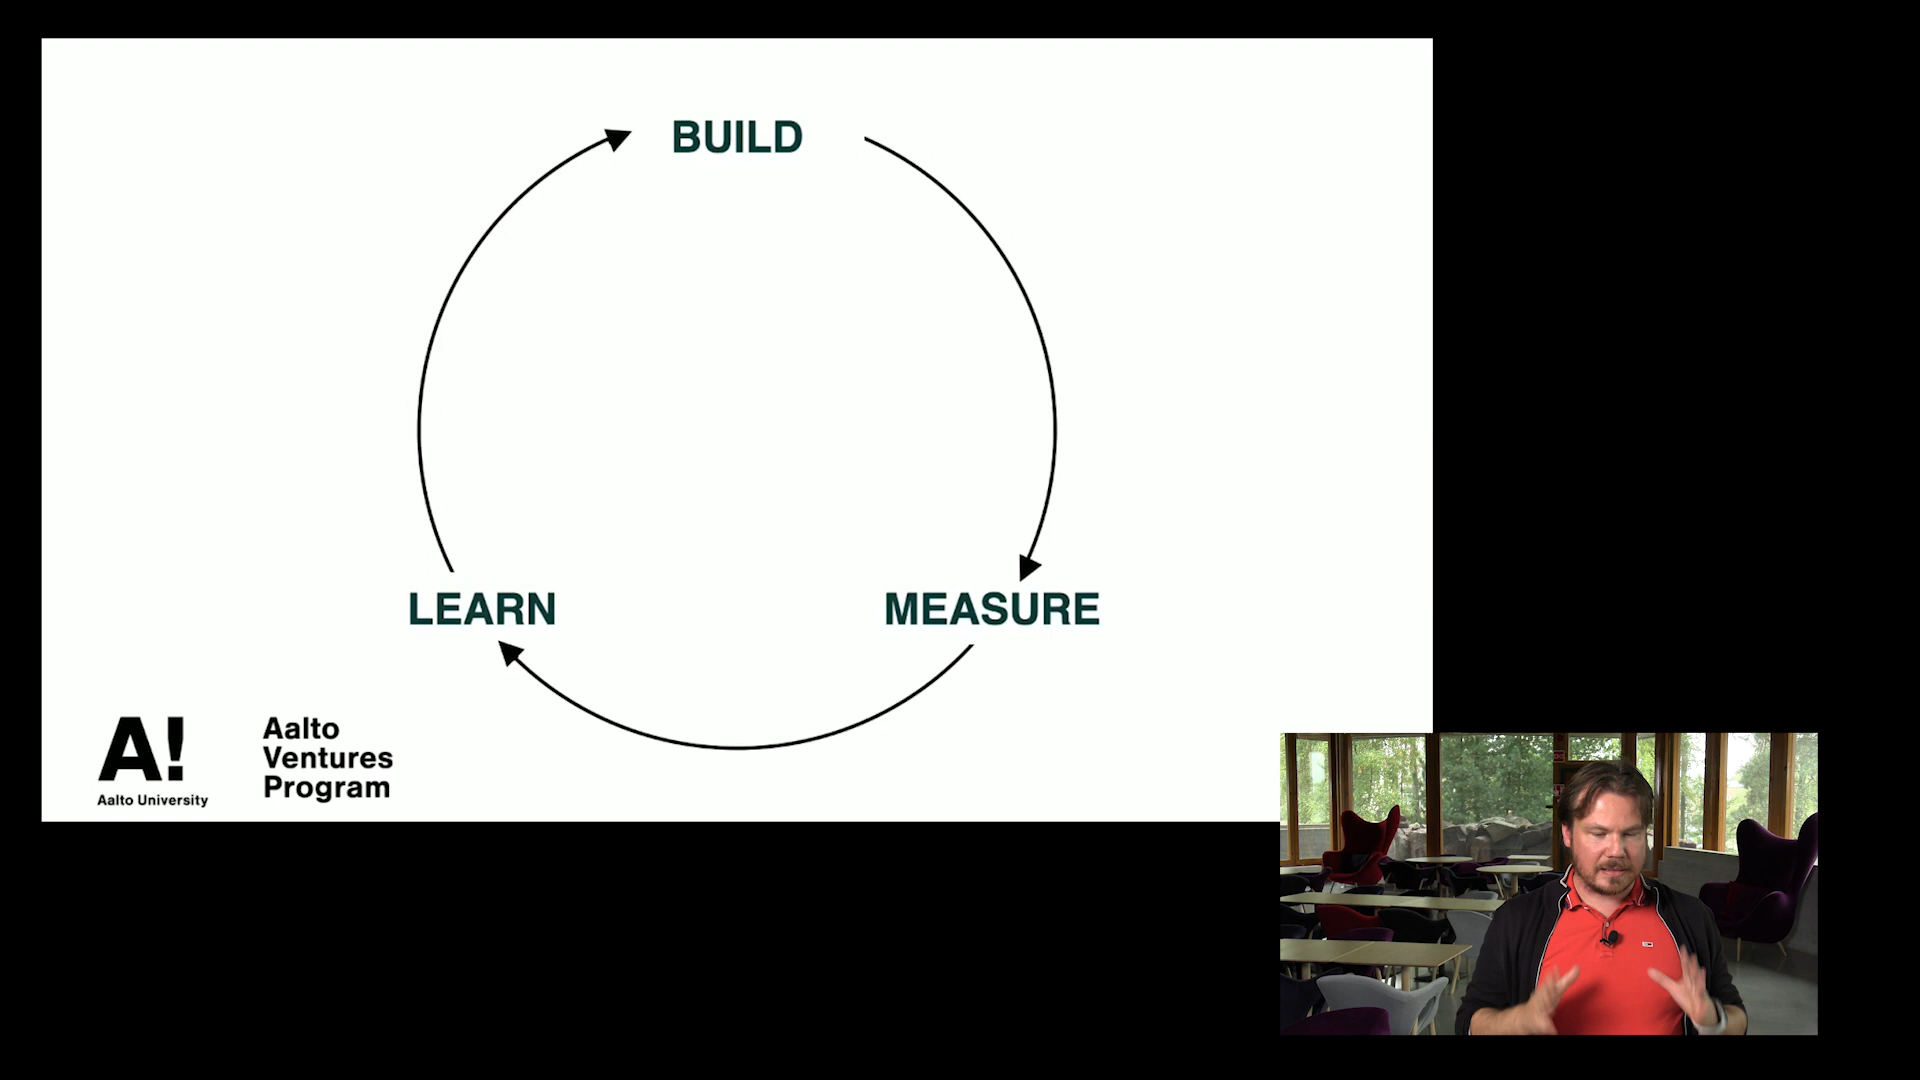 BUILD
LEARN
MEASURE
A!
Aalto University
Aalto
Ventures
Program